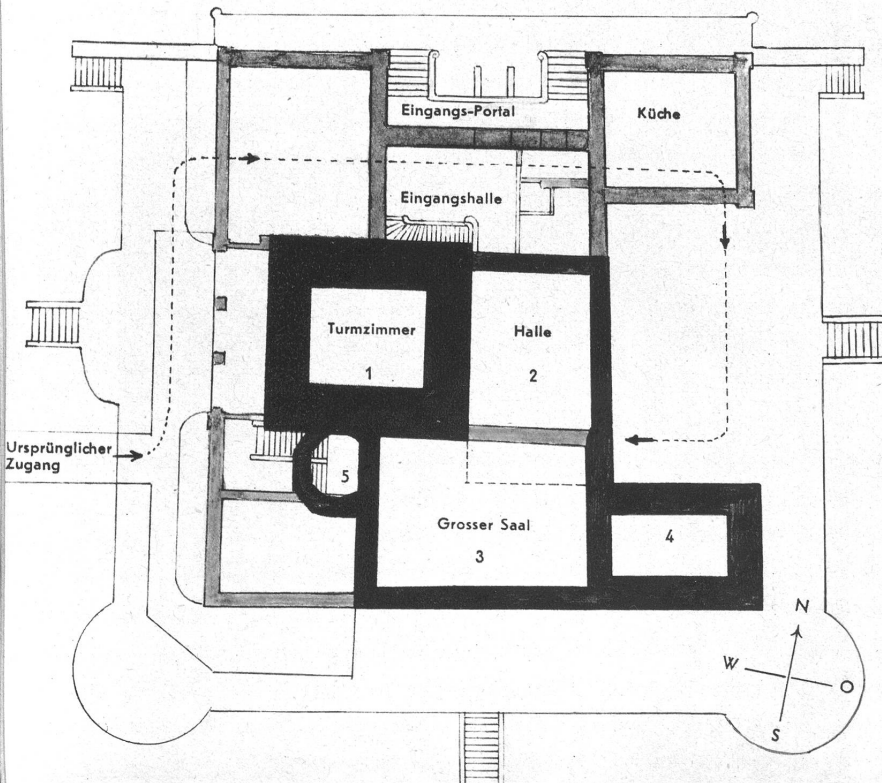 Eingangs-Portal
Küche
Eingangshalle
Turmzimmer
1
Halle
2
Ursprünglicher
Zugang
5
Grosser Saal
3
4
N
W
O
S